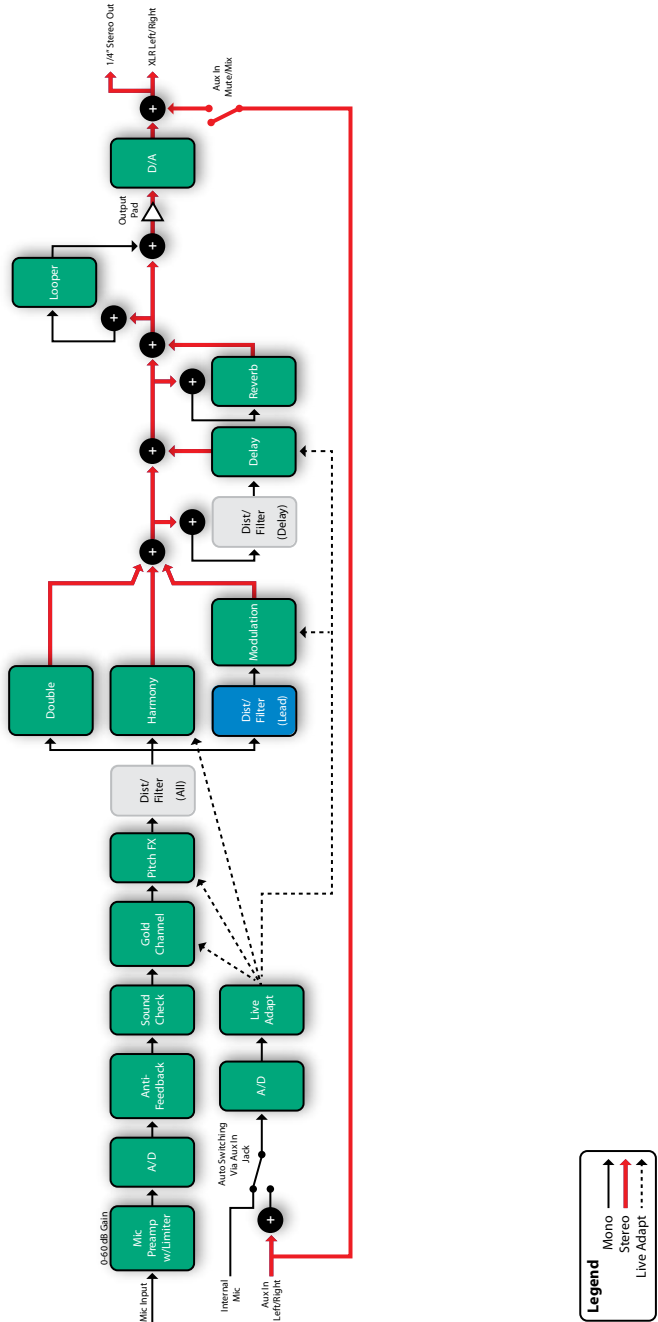 Mic Input
0-60 dB Gain
Mic
Preamp
w/Limiter
A/D
Anti-
Feedback
Sound
Check
Gold
Channel
Pitch FX
Dist/
Filter
(All)
Double
Harmony
Dist/
Filter
(Lead)
Modulation
+
+
Dist/
Filter
(Delay)
Delay
+
+
Reverb
+
+
Looper
+
Output
Pad
D/A
+
1/4" Stereo Out
XLR Left/Right
Aux In
Mute/Mix
Internal
Mic
Aux In
Left/Right
+
Auto Switching
Via Aux In
Jack
A/D
Live
Adapt
Legend
Mono
Stereo
Live Adapt